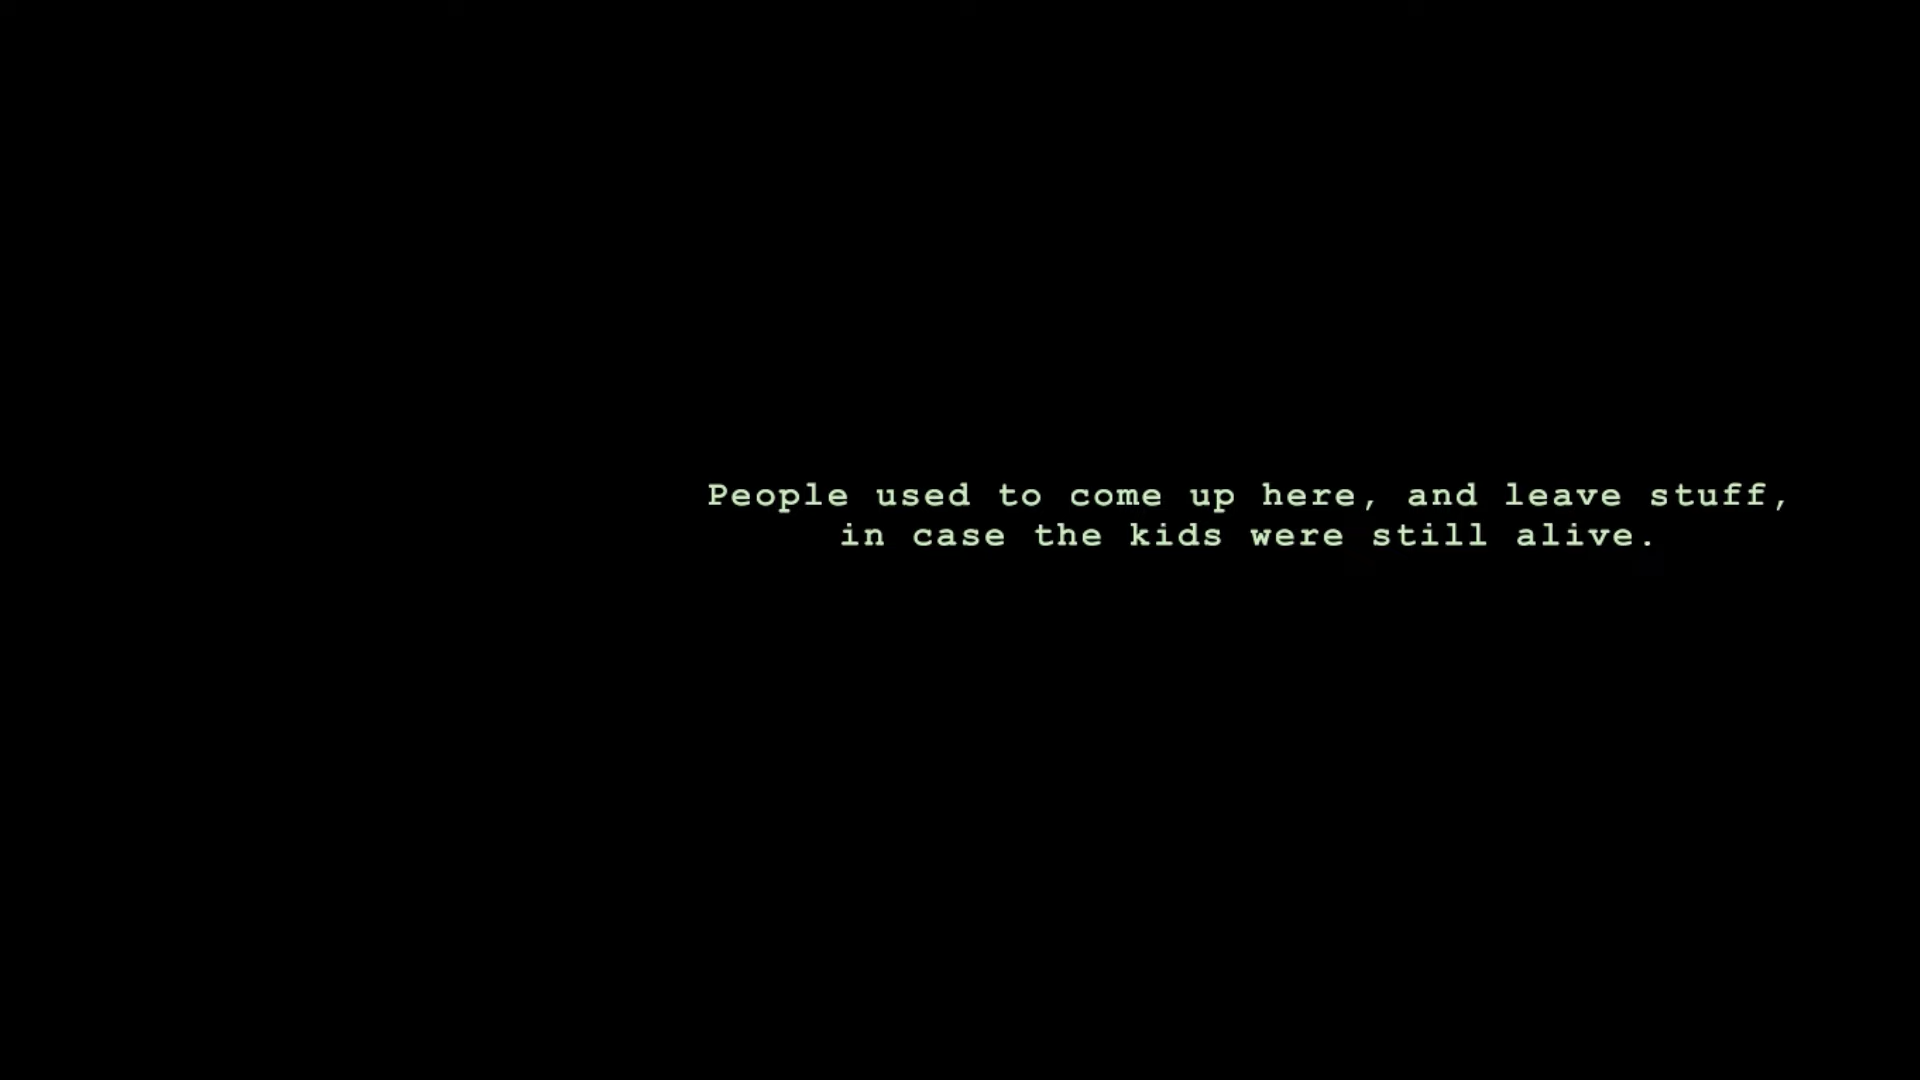 People used to come up here, and leave stuff,
in case the kids were still alive.